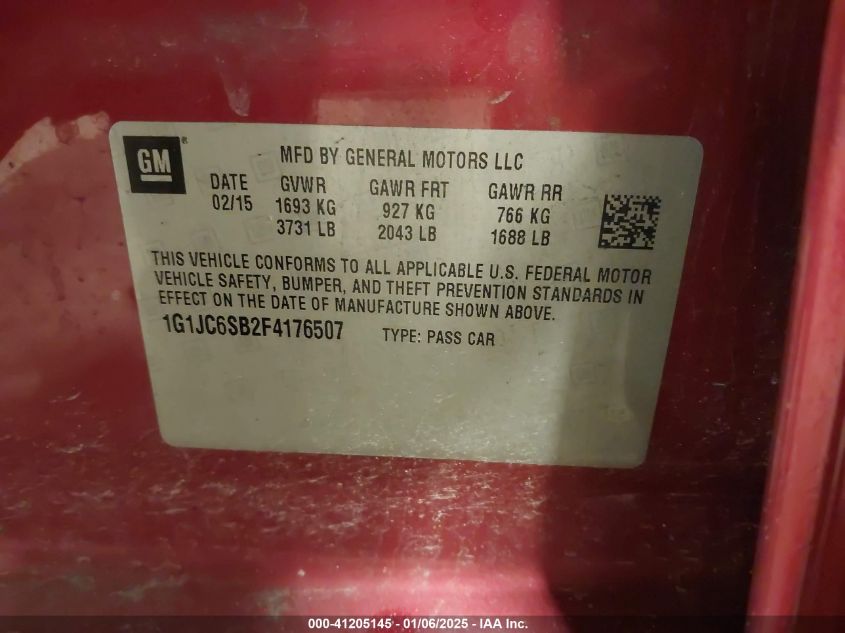 GM ®
MFD BY GENERAL MOTORS LLC
DATE GVWR GAWR FRT GAWR RR
02/15 1693 KG 927 KG 766 KG
3731 LB 2043 LB 1688 LB
THIS VEHICLE CONFORMS TO ALL APPLICABLE U.S. FEDERAL MOTOR
VEHICLE SAFETY, BUMPER, AND THEFT PREVENTION STANDARDS IN
EFFECT ON THE DATE OF MANUFACTURE SHOWN ABOVE.
1G1JC6SB2F4176507 TYPE: PASS CAR
000-41205145 - 01/06/2025 - IAA Inc.